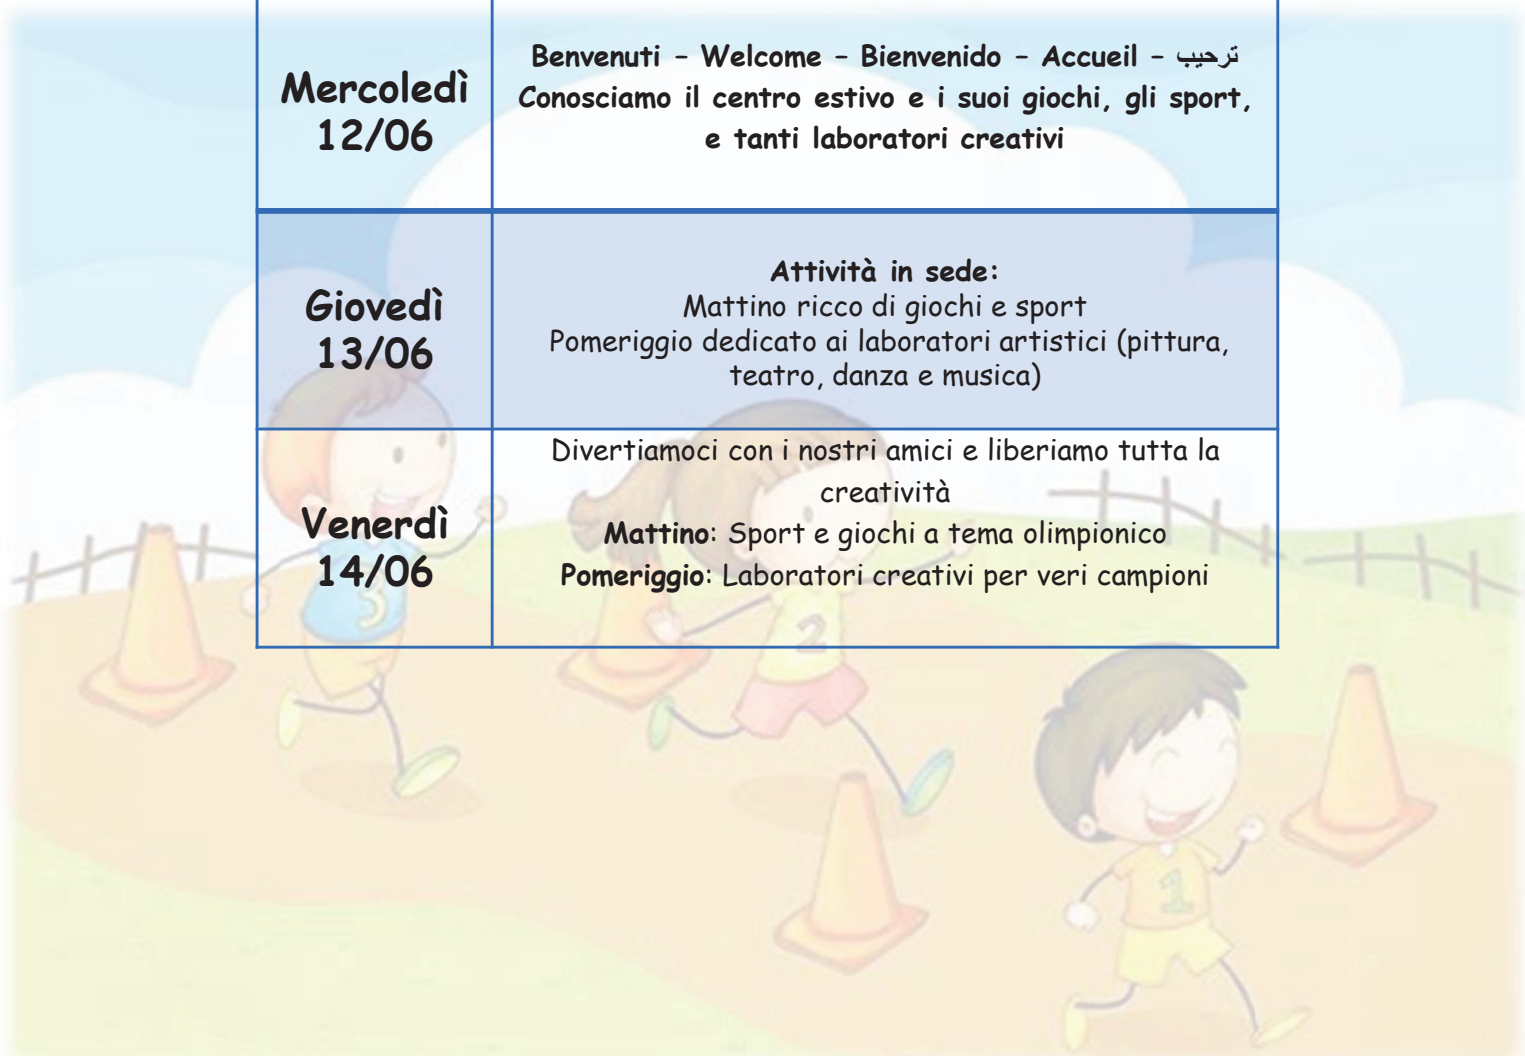 Mercoledì
12/06
Benvenuti – Welcome – Bienvenido – Accueil – ترحيب
Conosciamo il centro estivo e i suoi giochi, gli sport,
e tanti laboratori creativi
Giovedì
13/06
Attività in sede:
Mattino ricco di giochi e sport
Pomeriggio dedicato ai laboratori artistici (pittura,
teatro, danza e musica)
Venerdì
14/06
Divertiamoci con i nostri amici e liberiamo tutta la
creatività
Mattino: Sport e giochi a tema olimpionico
Pomeriggio: Laboratori creativi per veri campioni
3
2
1